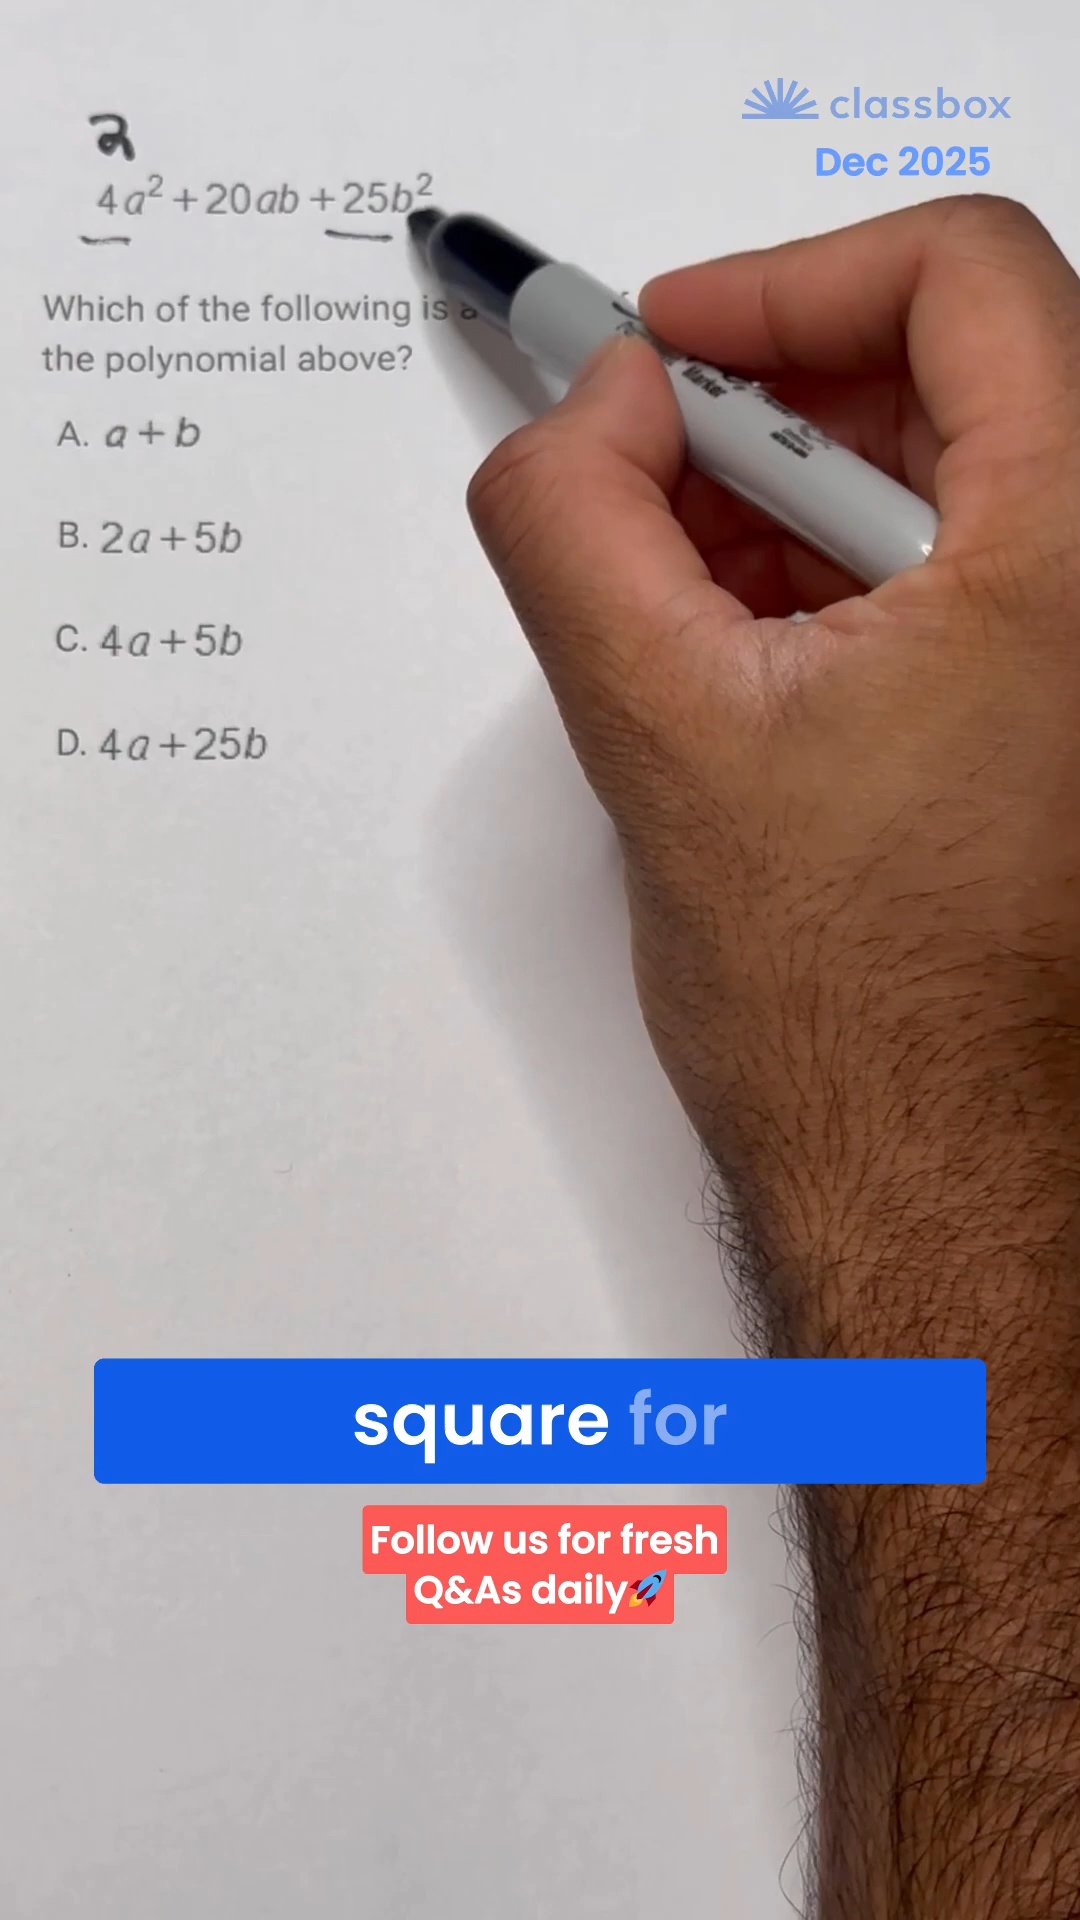 classbox
Dec 2025
2
4a² + 20ab + 25b²
Which of the following is a
the polynomial above?
A. a + b
B. 2a + 5b
C. 4a + 5b
D. 4a + 25b
Marker
square for
Follow us for fresh
Q&As daily🚀